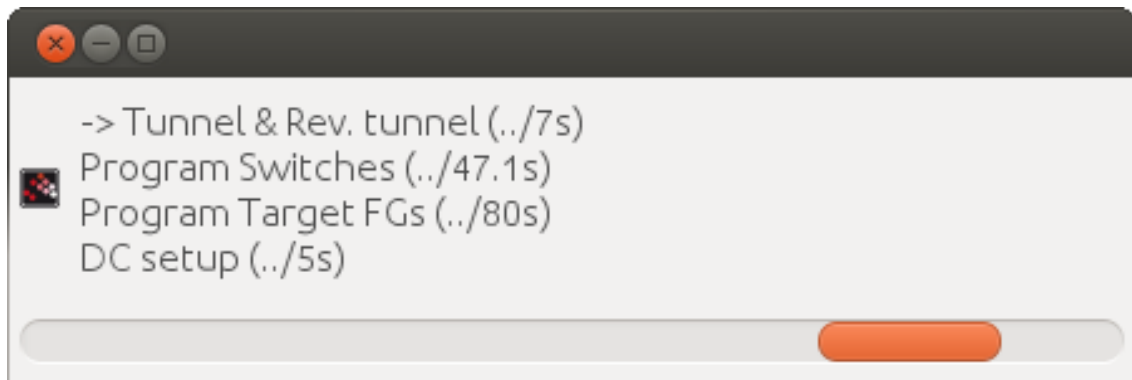 -> Tunnel & Rev. tunnel (../7s)
Program Switches (../47.1s)
Program Target FGs (../80s)
DC setup (../5s)